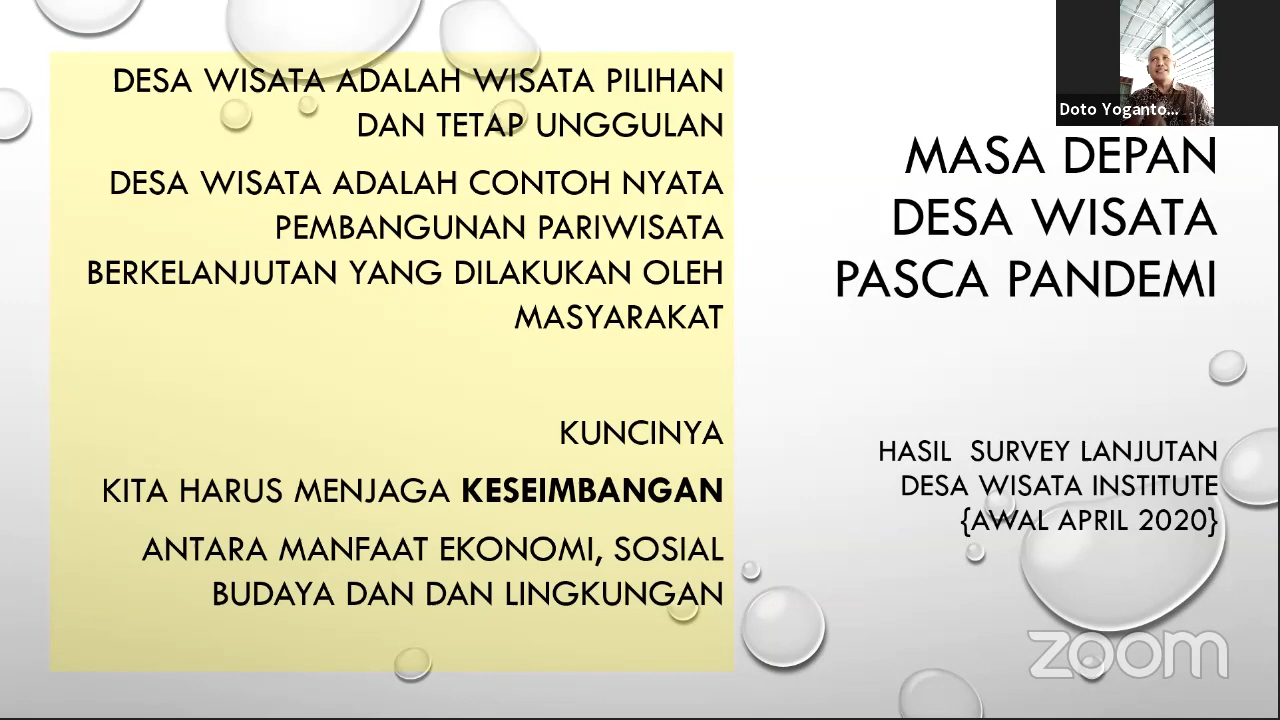 DESA WISATA ADALAH WISATA PILIHAN
DAN TETAP UNGGULAN
DESA WISATA ADALAH CONTOH NYATA
PEMBANGUNAN PARIWISATA
BERKELANJUTAN YANG DILAKUKAN OLEH
MASYARAKAT
KUNCINYA
KITA HARUS MENJAGA KESEIMBANGAN
ANTARA MANFAAT EKONOMI, SOSIAL
BUDAYA DAN DAN LINGKUNGAN
Doto Yoganto...
MASA DEPAN
DESA WISATA
PASCA PANDEMI
HASIL SURVEY LANJUTAN
DESA WISATA INSTITUTE
{AWAL APRIL 2020}
zoom